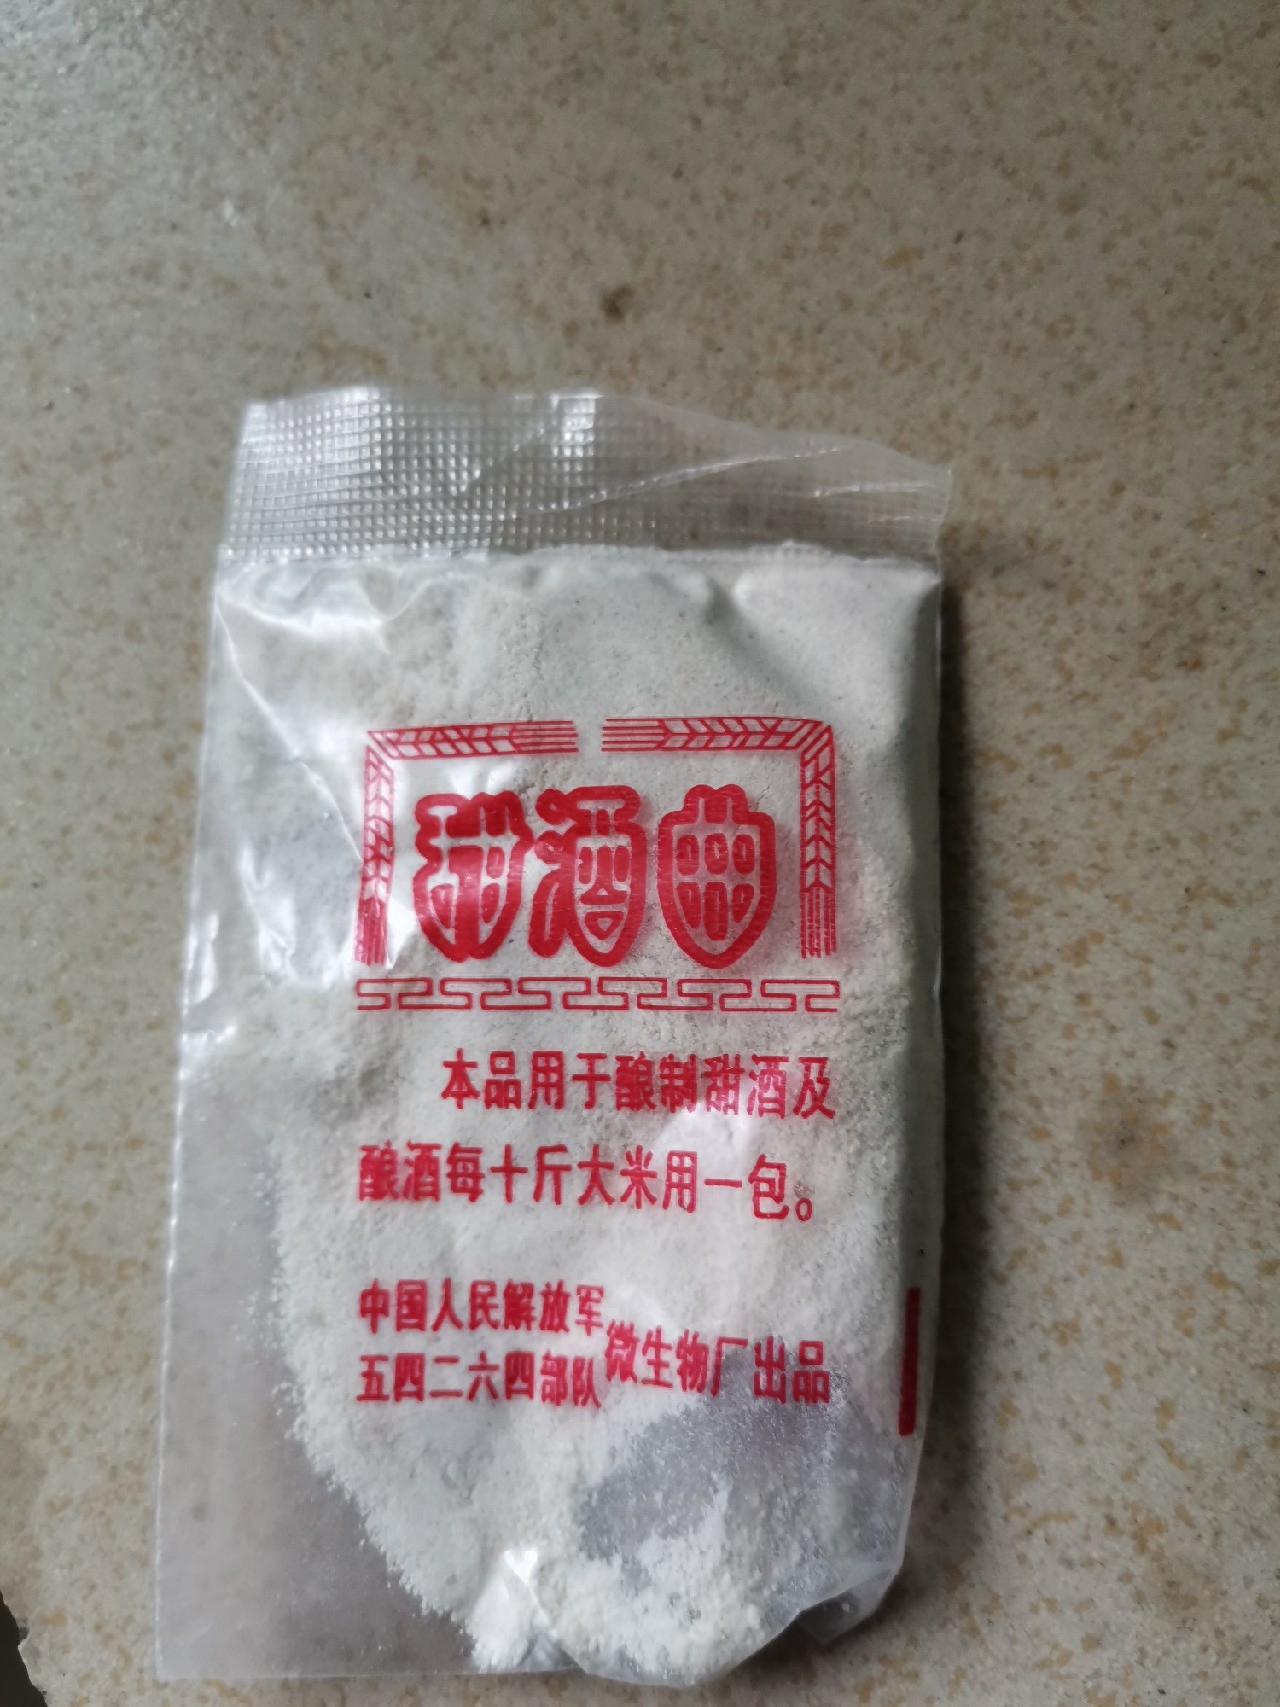 甜酒曲
本品用于酿制甜酒及
酿酒每十斤大米用一包。
中国人民解放军
五四二六四部队
微生物厂出品